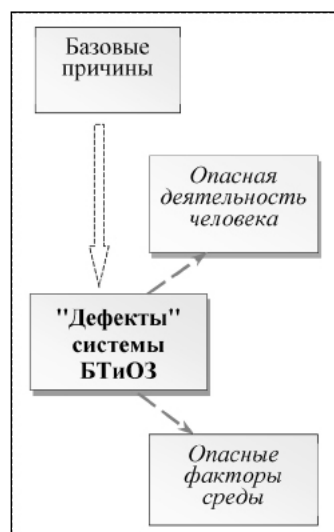 Базовые
причины
Опасная
деятельность
человека
"Дефекты"
системы
БТиОЗ
Опасные
факторы
среды